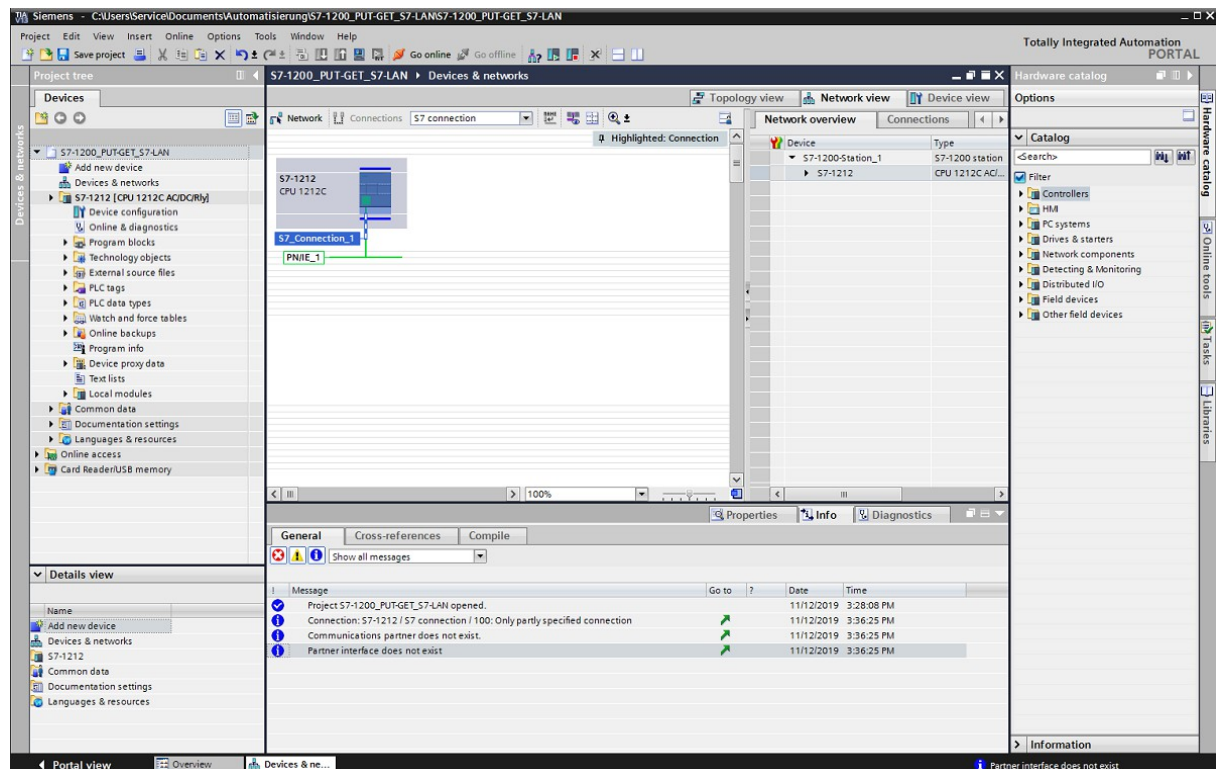 Siemens - C:\Users\Service\Documents\Automatisierung\S7-1200_PUT-GET_S7-LAN\S7-1200_PUT-GET_S7-LAN
Project Edit View Insert Online Options Tools Window Help
Save project Go online Go offline
Totally Integrated Automation
PORTAL
Project tree
Devices
S7-1200_PUT-GET_S7-LAN
Add new device
Devices & networks
S7-1212 [CPU 1212C AC/DC/Rly]
Device configuration
Online & diagnostics
Program blocks
Technology objects
External source files
PLC tags
PLC data types
Watch and force tables
Online backups
Program info
Device proxy data
Text lists
Local modules
Common data
Documentation settings
Languages & resources
Online access
Card Reader/USB memory
Details view
Name
Add new device
Devices & networks
S7-1212
Common data
Documentation settings
Languages & resources
Devices & networks
S7-1200_PUT-GET_S7-LAN Devices & networks
Topology view Network view Device view
Network Connections S7 connection
Highlighted: Connection
S7-1212
CPU 1212C
S7_Connection_1
PN/IE_1
100%
Network overview Connections
Device Type
S7-1200-Station_1 S7-1200 station
S7-1212 CPU 1212C AC/...
Properties Info Diagnostics
General Cross-references Compile
Show all messages
! Message Go to ? Date Time
Project S7-1200_PUT-GET_S7-LAN opened. 11/12/2019 3:28:08 PM
Connection: S7-1212 / S7 connection / 100: Only partly specified connection 11/12/2019 3:36:25 PM
Communications partner does not exist. 11/12/2019 3:36:25 PM
Partner interface does not exist 11/12/2019 3:36:25 PM
Hardware catalog
Options
Catalog
<Search>
Filter
Controllers
HMI
PC systems
Drives & starters
Network components
Detecting & Monitoring
Distributed I/O
Field devices
Other field devices
Information
Hardware catalog
Online tools
Tasks
Libraries
Portal view Overview Devices & ne...
Partner interface does not exist